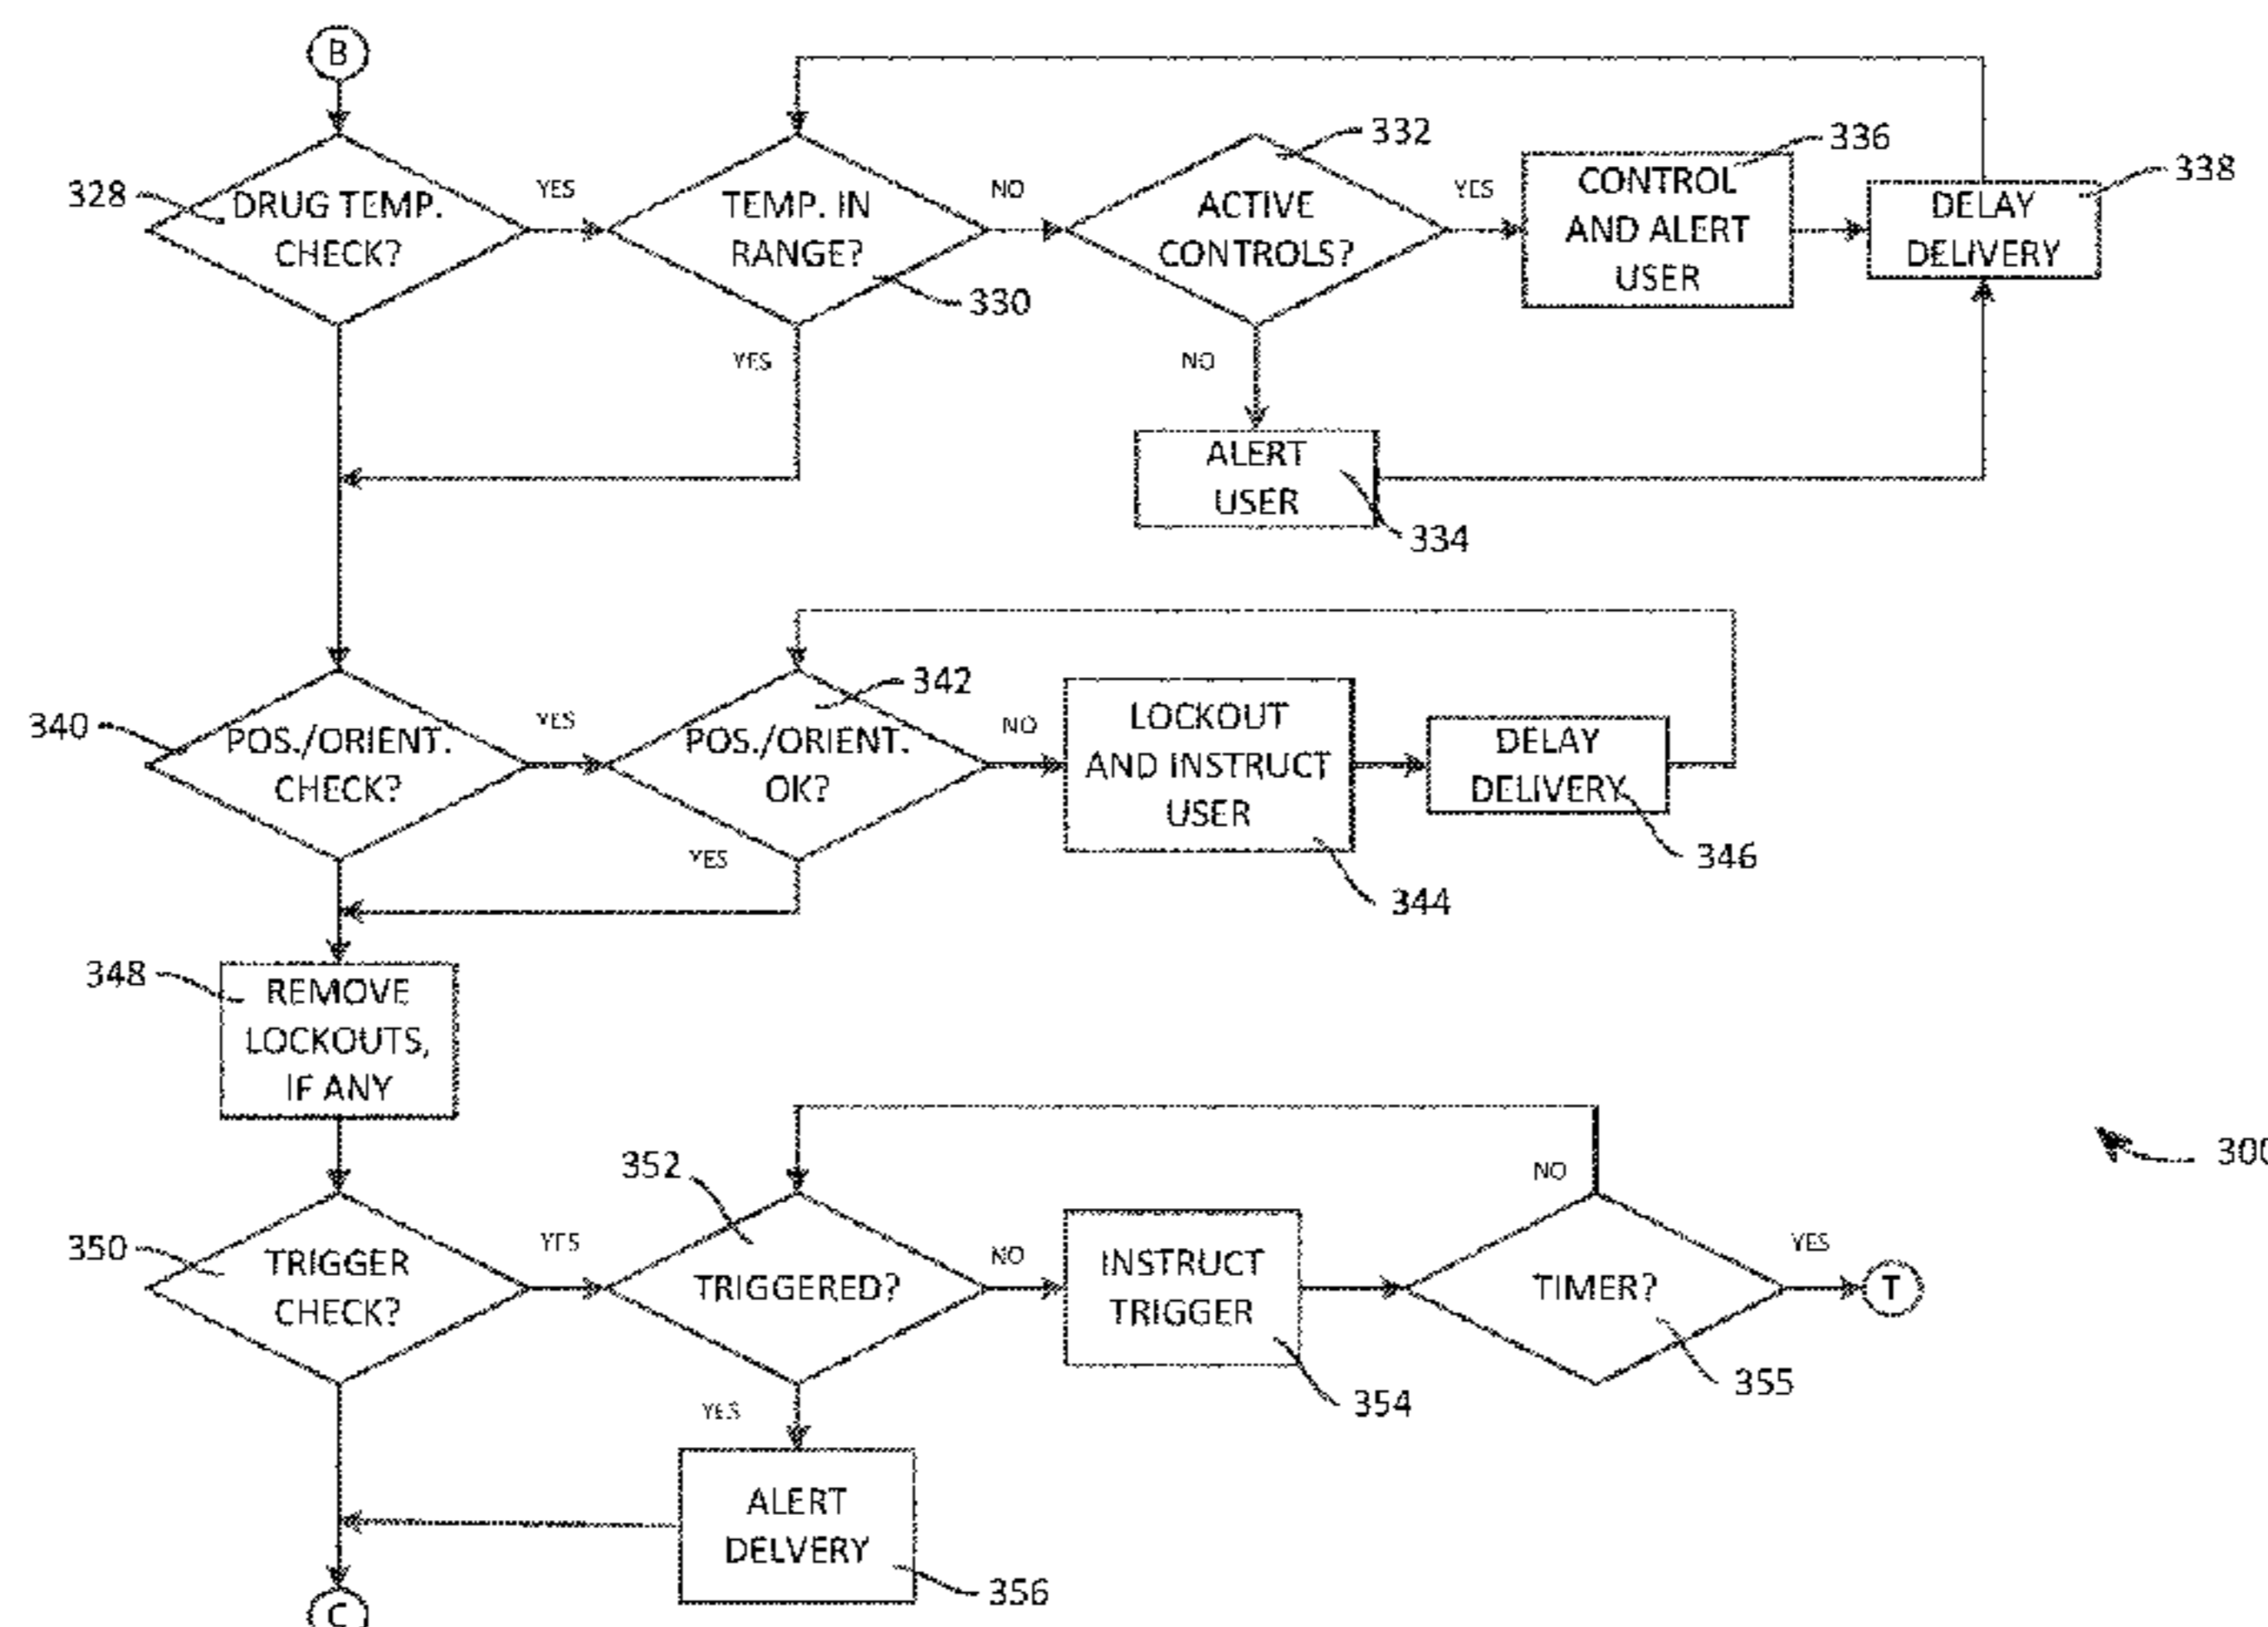 B
328
DRUG TEMP.
CHECK?
YES
TEMP. IN
RANGE?
330
YES
NO
332
ACTIVE
CONTROLS?
YES
NO
336
CONTROL
AND ALERT
USER
338
DELAY
DELIVERY
ALERT
USER
334
340
POS./ORIENT.
CHECK?
YES
342
POS./ORIENT.
OK?
YES
NO
LOCKOUT
AND INSTRUCT
USER
344
DELAY
DELIVERY
346
348
REMOVE
LOCKOUTS,
IF ANY
300
350
TRIGGER
CHECK?
YES
352
TRIGGERED?
YES
NO
INSTRUCT
TRIGGER
354
NO
TIMER?
355
YES
T
ALERT
DELVERY
356
C